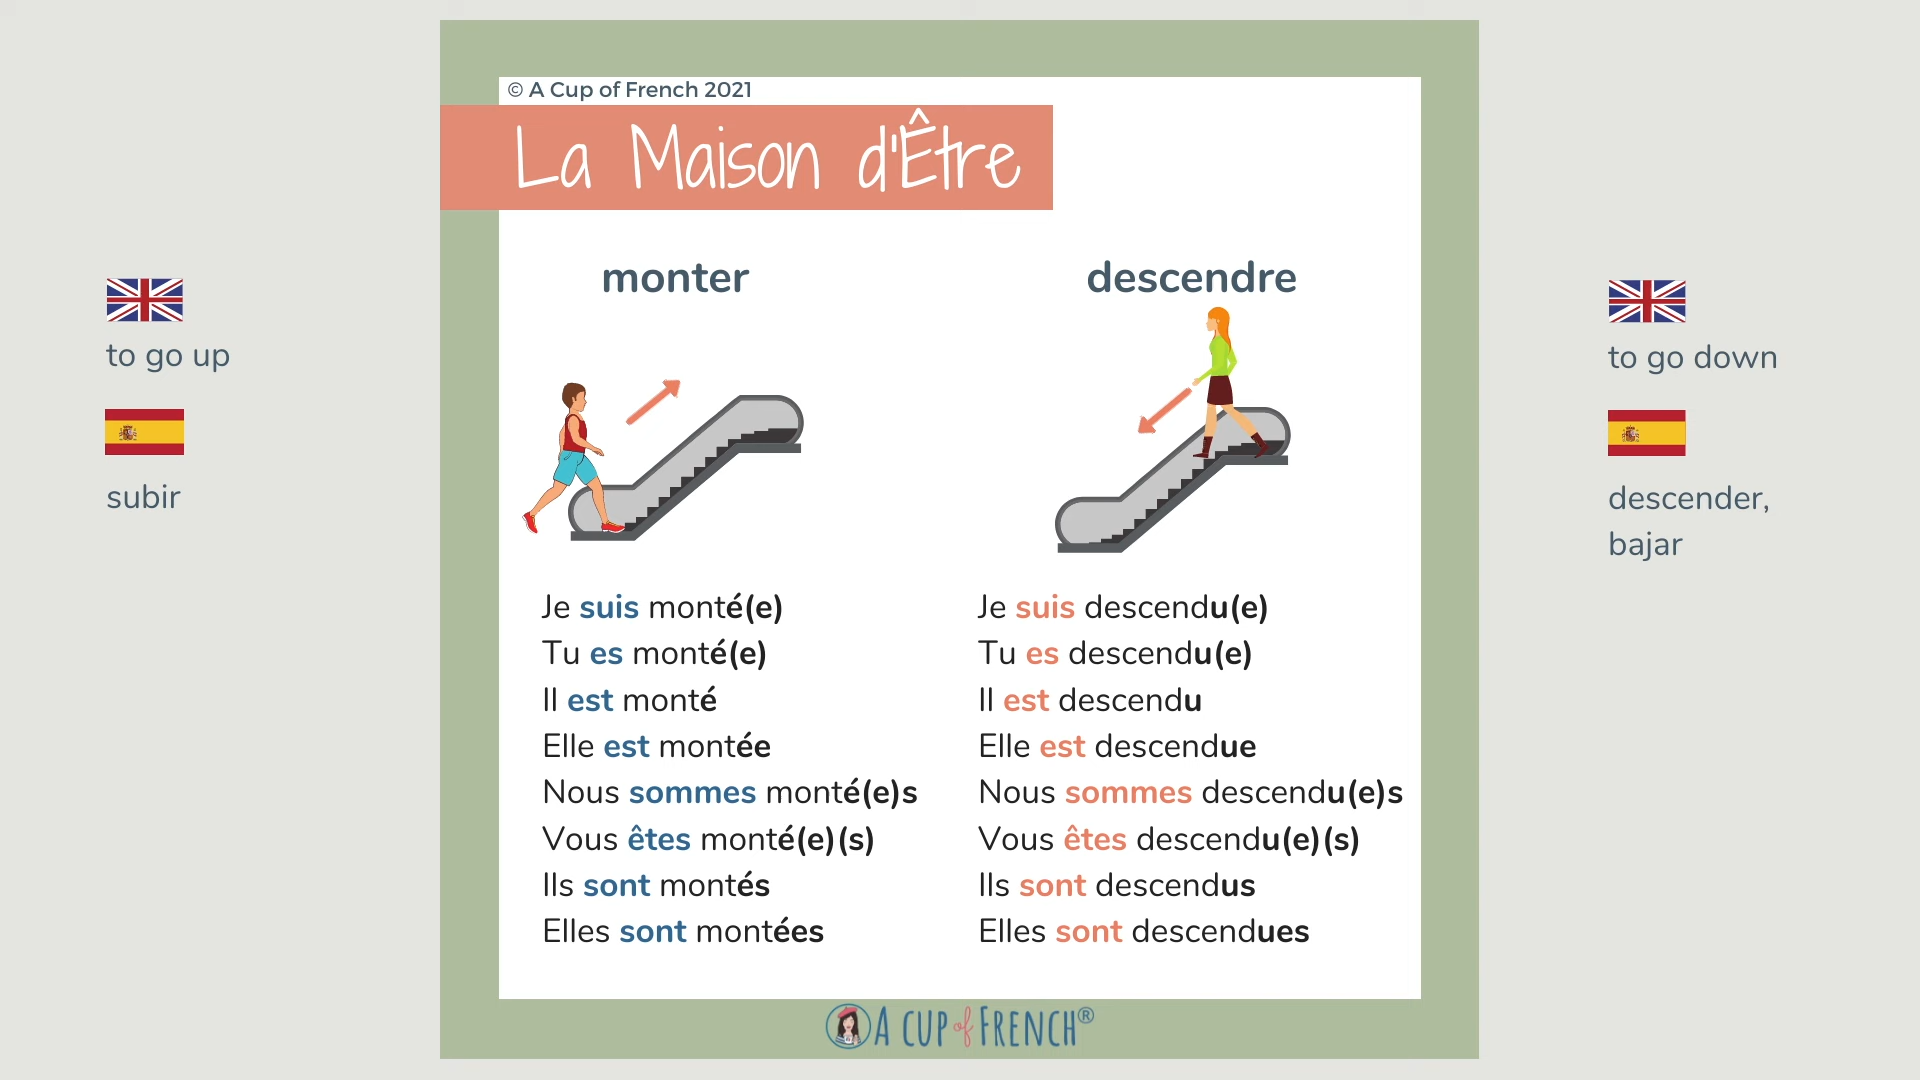 © A Cup of French 2021
La Maison d'Être
to go up
subir
monter
Je suis monté(e)
Tu es monté(e)
Il est monté
Elle est montée
Nous sommes monté(e)s
Vous êtes monté(e)(s)
Ils sont montés
Elles sont montées
descendre
Je suis descendu(e)
Tu es descendu(e)
Il est descendu
Elle est descendue
Nous sommes descendu(e)s
Vous êtes descendu(e)(s)
Ils sont descendus
Elles sont descendues
to go down
descender,
bajar
A CUP of FRENCH®